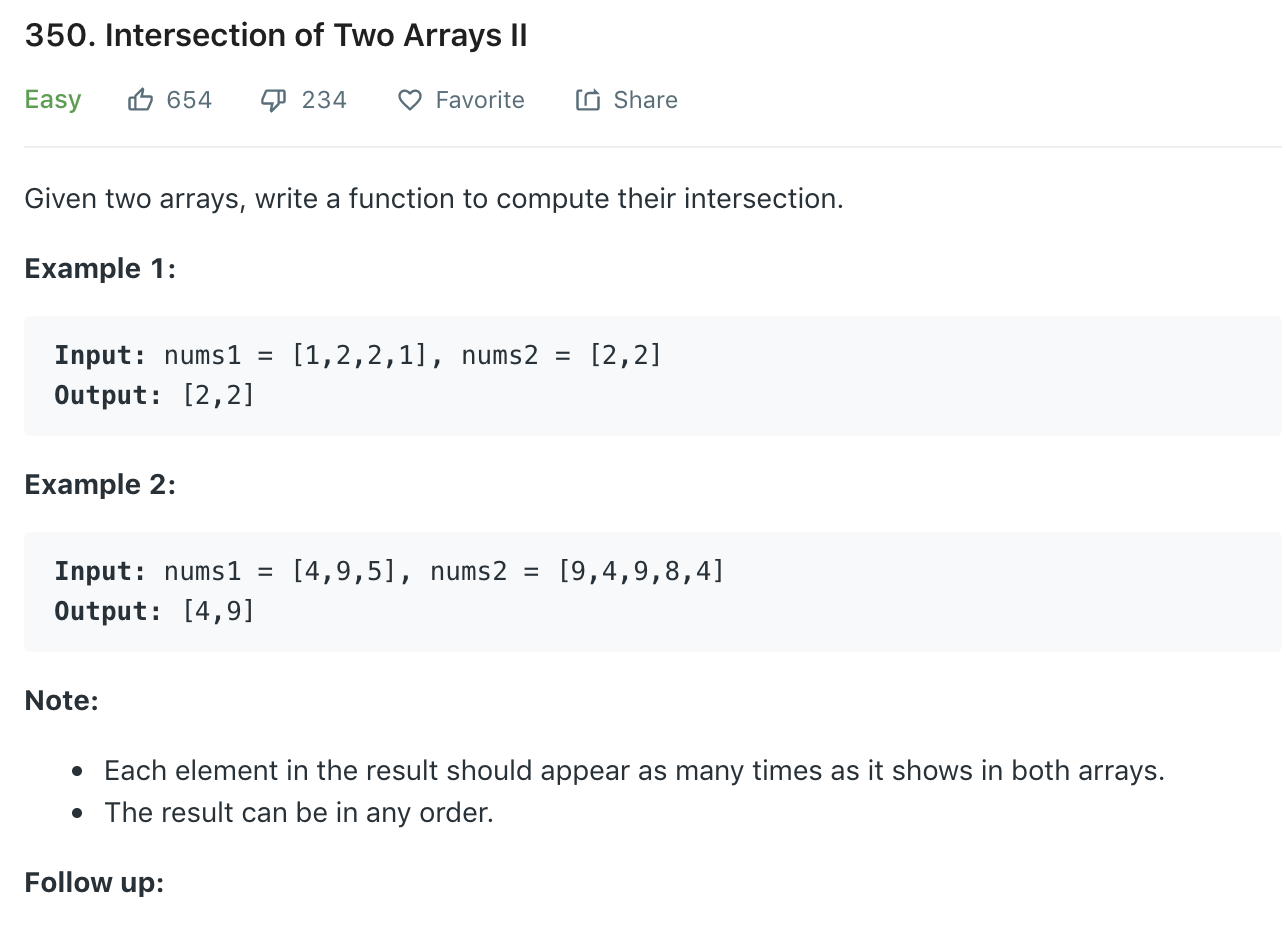 350. Intersection of Two Arrays II
Easy 654 234 Favorite Share
Given two arrays, write a function to compute their intersection.
Example 1:
Input: nums1 = [1,2,2,1], nums2 = [2,2]
Output: [2,2]
Example 2:
Input: nums1 = [4,9,5], nums2 = [9,4,9,8,4]
Output: [4,9]
Note:
• Each element in the result should appear as many times as it shows in both arrays.
• The result can be in any order.
Follow up: